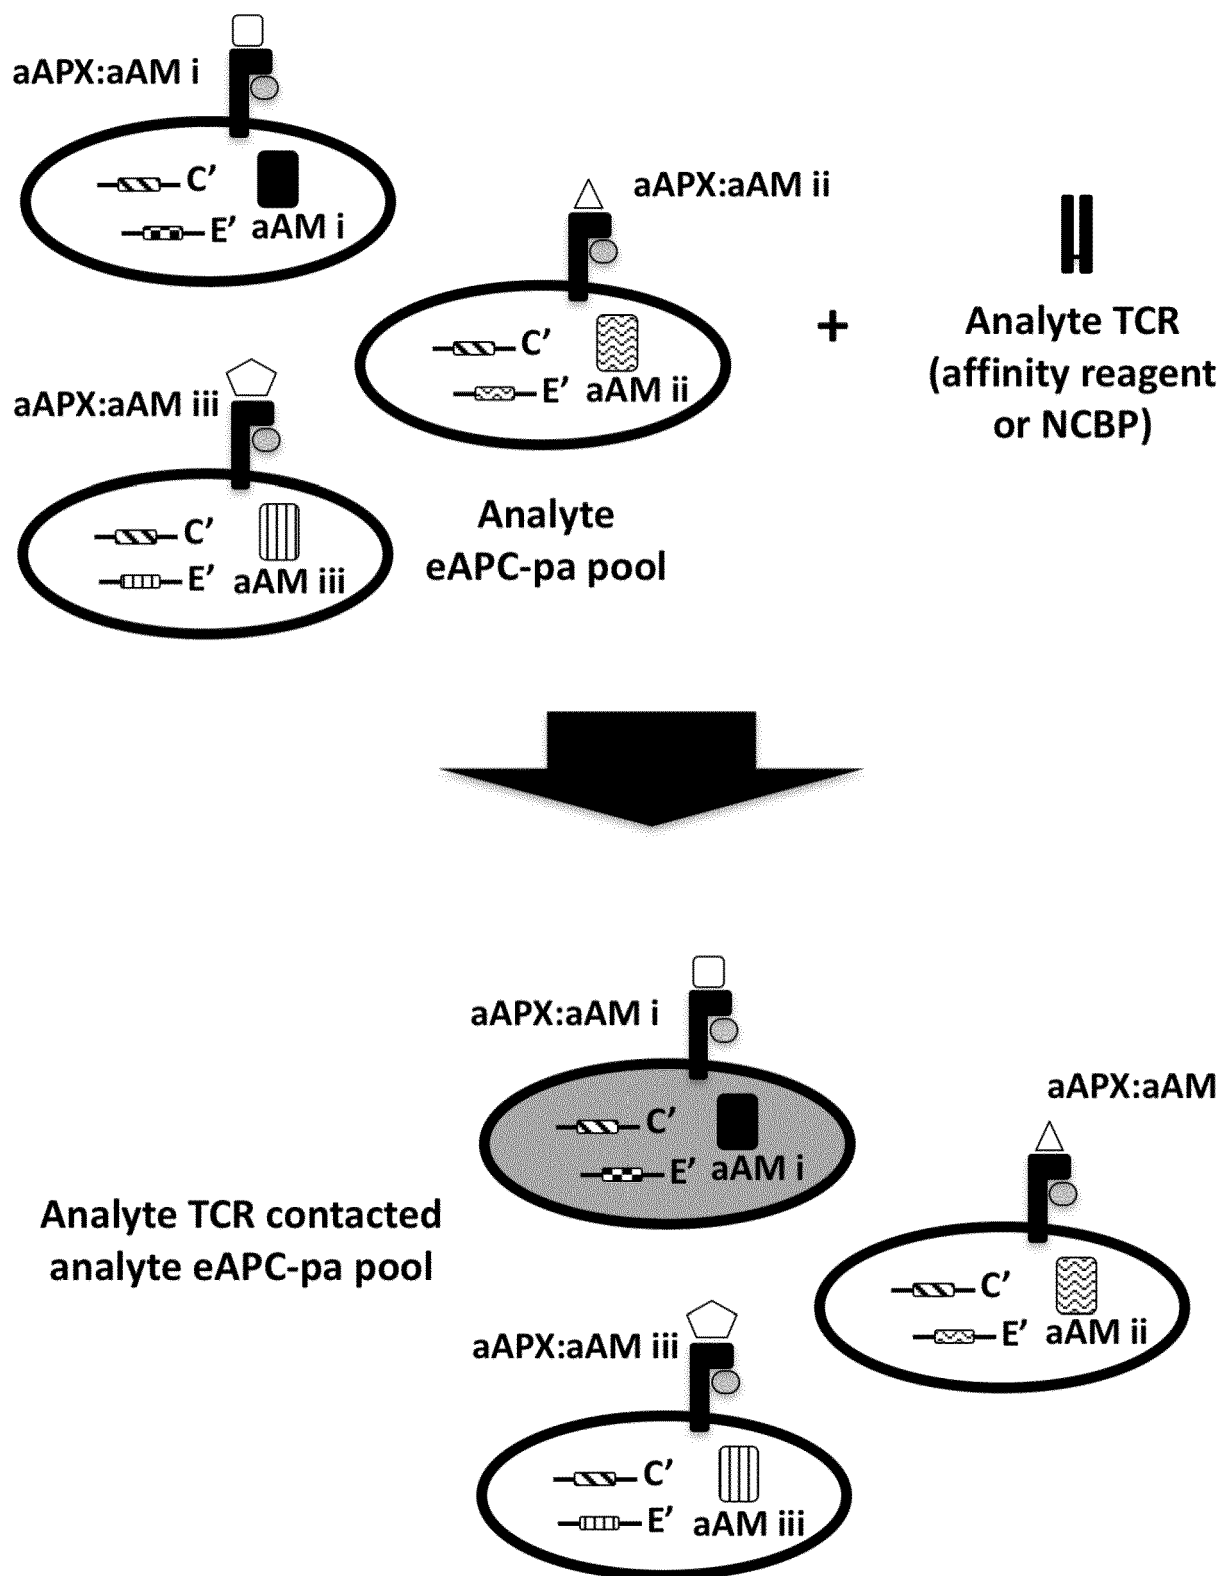 aAPX:aAM i
C’
E’ aAM i
aAPX:aAM ii
C’
E’ aAM ii
+
Analyte TCR
(affinity reagent
or NCBP)
aAPX:aAM iii
C’
E’ aAM iii
Analyte
eAPC-pa pool
aAPX:aAM i
C’
E’ aAM i
aAPX:aAM
C’
E’ aAM ii
Analyte TCR contacted
analyte eAPC-pa pool
aAPX:aAM iii
C’
E’ aAM iii